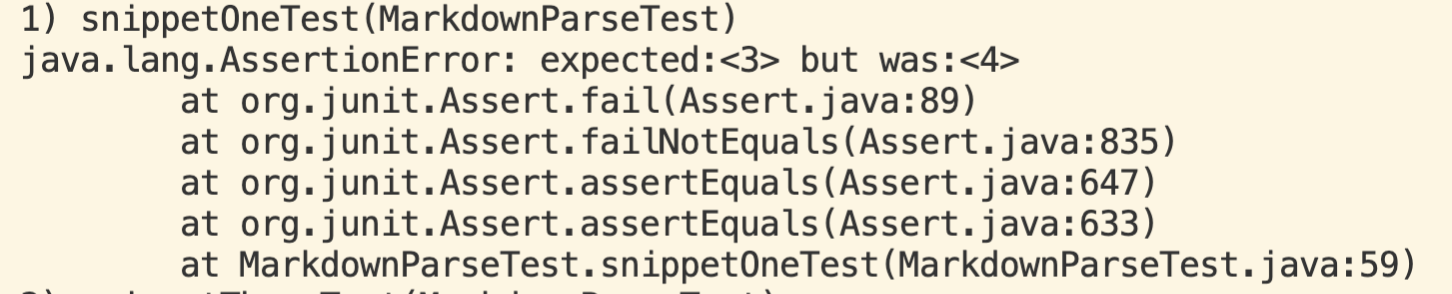 1) snippetOneTest(MarkdownParseTest)
java.lang.AssertionError: expected:<3> but was:<4>
        at org.junit.Assert.fail(Assert.java:89)
        at org.junit.Assert.failNotEquals(Assert.java:835)
        at org.junit.Assert.assertEquals(Assert.java:647)
        at org.junit.Assert.assertEquals(Assert.java:633)
        at MarkdownParseTest.snippetOneTest(MarkdownParseTest.java:59)